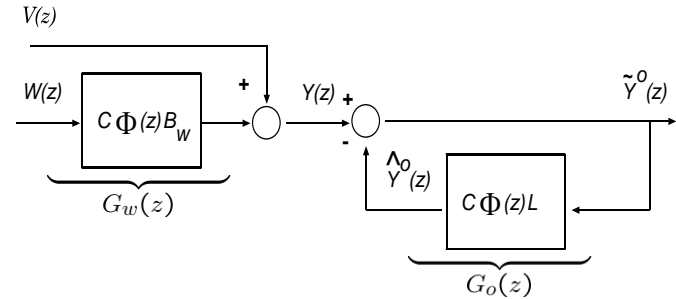 V(z)
W(z)
CΦ(z)B_w
+
Y(z)
+
-
Ỹ^o(z)
Ŷ^o(z)
CΦ(z)L
G_w(z)
G_o(z)